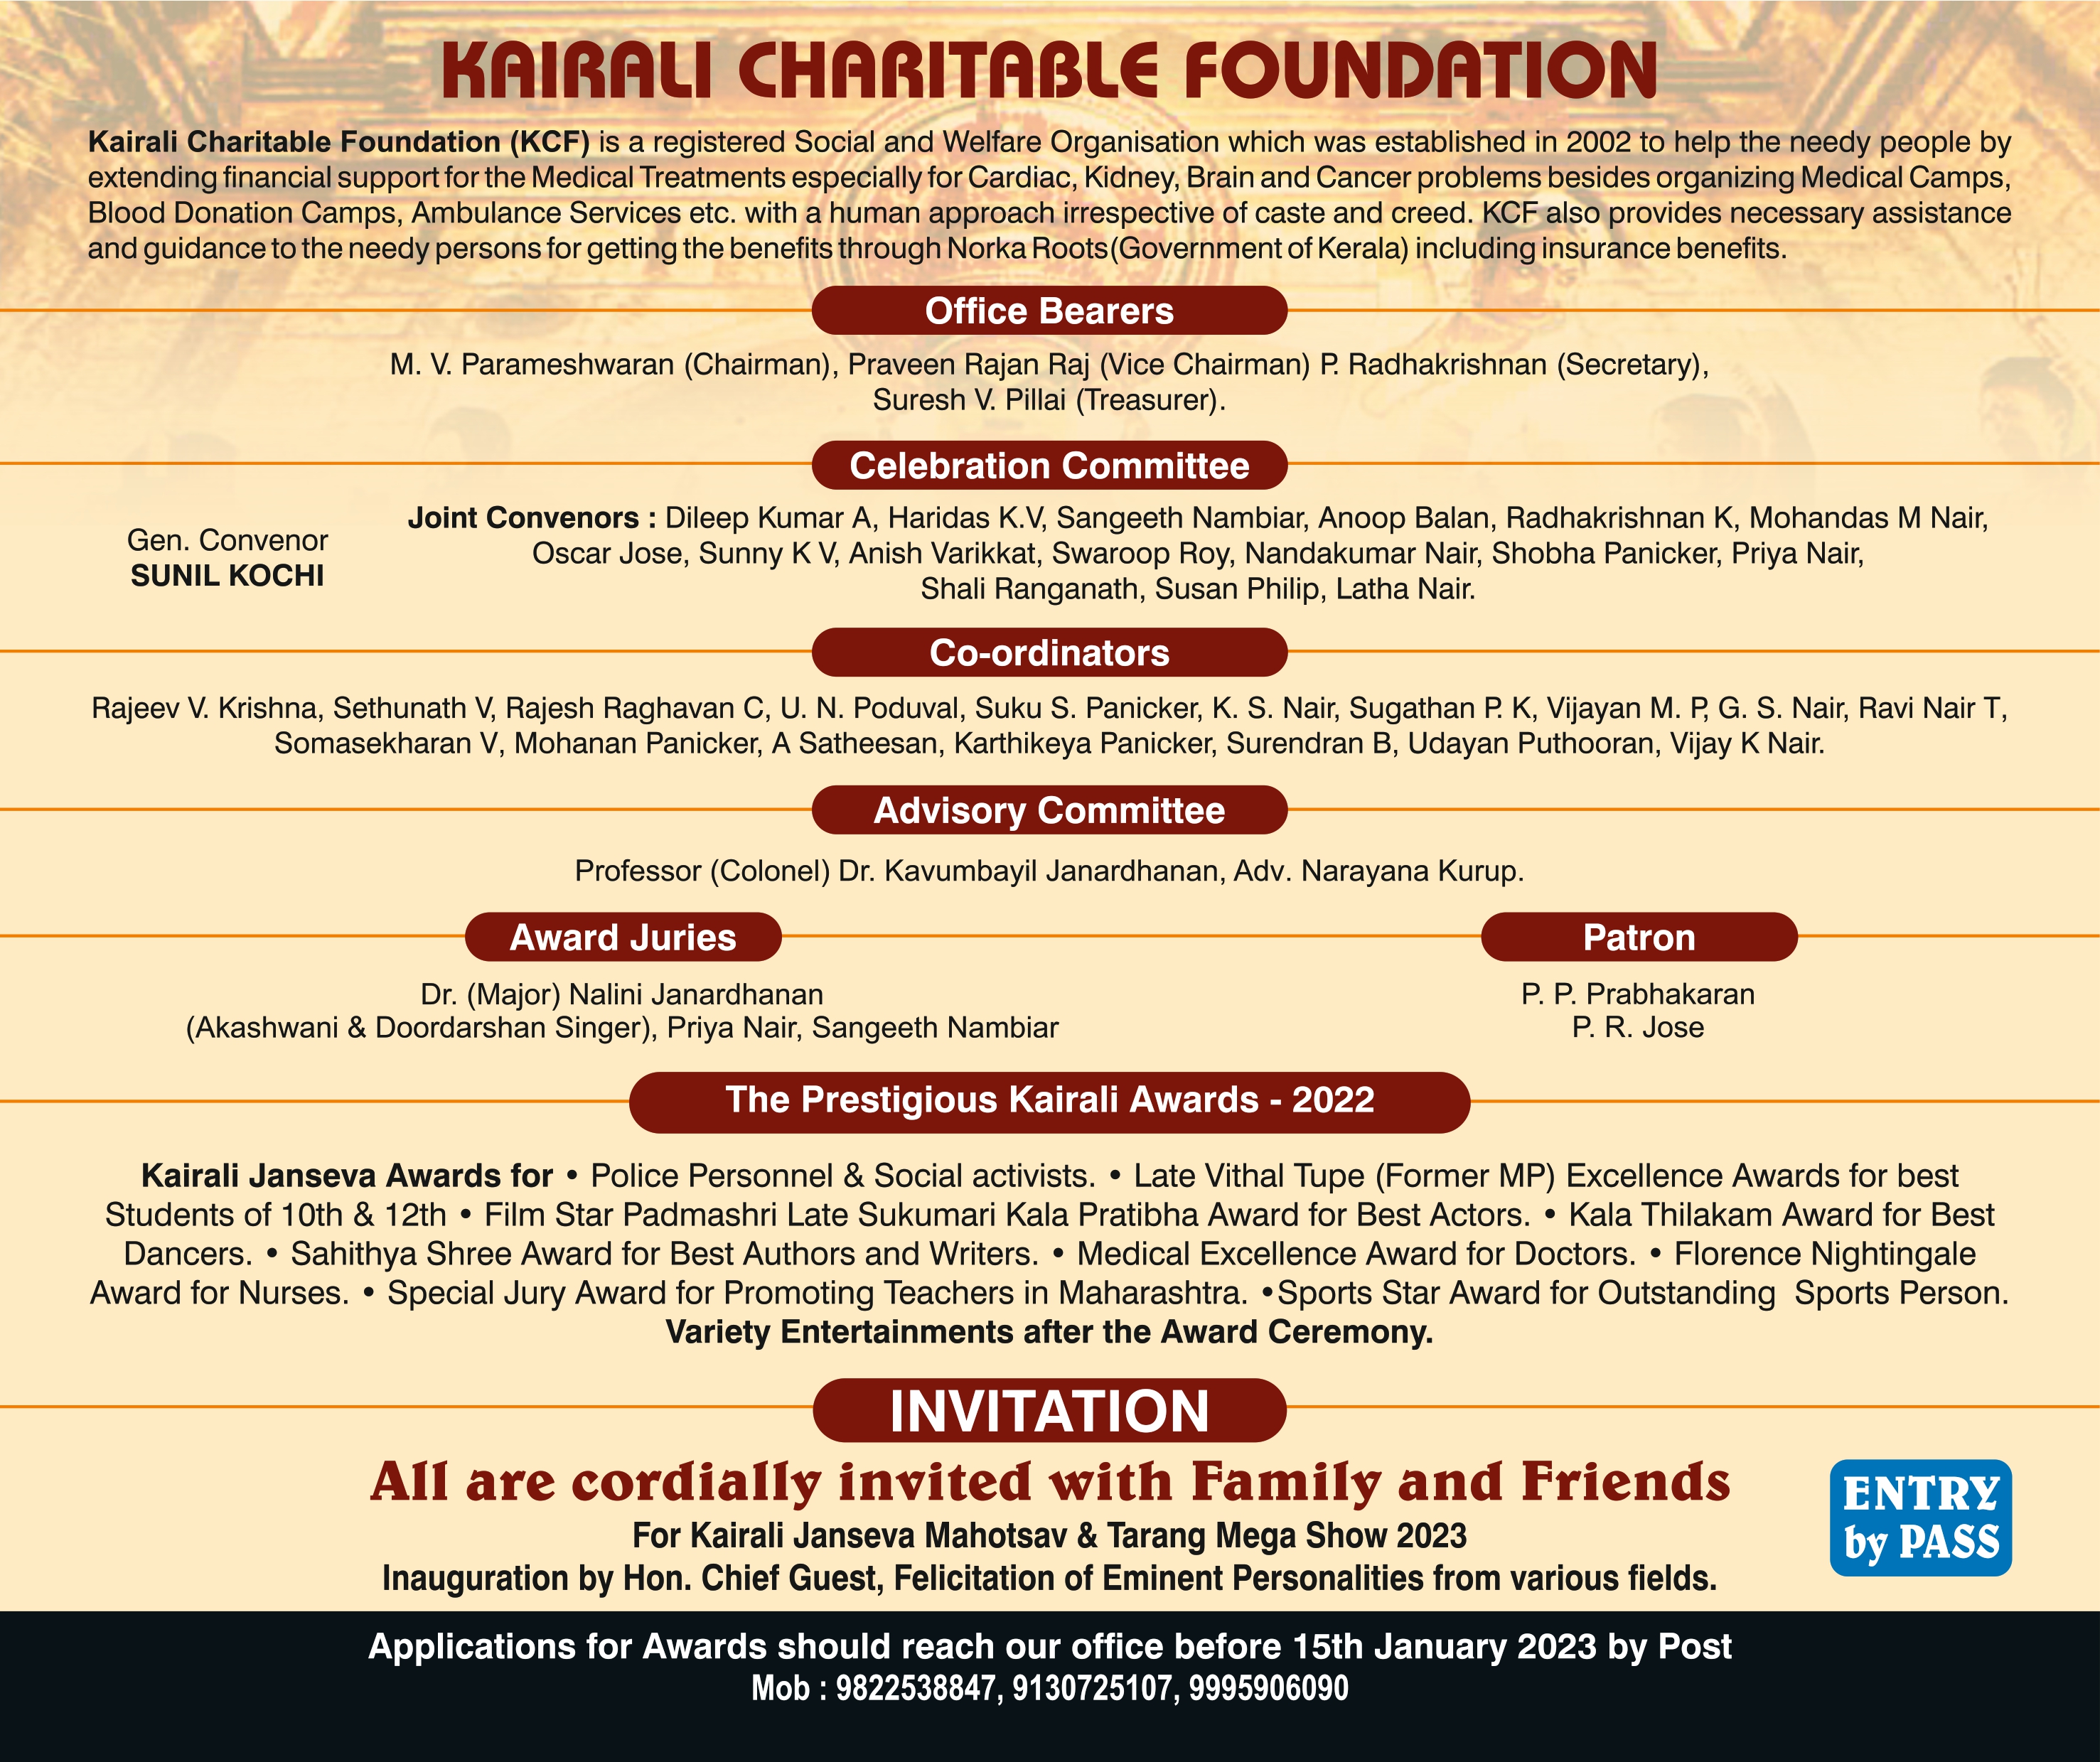 KAIRALI CHARITABLE FOUNDATION
Kairali Charitable Foundation (KCF) is a registered Social and Welfare Organisation which was established in 2002 to help the needy people by
extending financial support for the Medical Treatments especially for Cardiac, Kidney, Brain and Cancer problems besides organizing Medical Camps,
Blood Donation Camps, Ambulance Services etc. with a human approach irrespective of caste and creed. KCF also provides necessary assistance
and guidance to the needy persons for getting the benefits through Norka Roots(Government of Kerala) including insurance benefits.
Office Bearers
M. V. Parameshwaran (Chairman), Praveen Rajan Raj (Vice Chairman) P. Radhakrishnan (Secretary),
Suresh V. Pillai (Treasurer).
Celebration Committee
Gen. Convenor
SUNIL KOCHI
Joint Convenors : Dileep Kumar A, Haridas K.V, Sangeeth Nambiar, Anoop Balan, Radhakrishnan K, Mohandas M Nair,
Oscar Jose, Sunny K V, Anish Varikkat, Swaroop Roy, Nandakumar Nair, Shobha Panicker, Priya Nair,
Shali Ranganath, Susan Philip, Latha Nair.
Co-ordinators
Rajeev V. Krishna, Sethunath V, Rajesh Raghavan C, U. N. Poduval, Suku S. Panicker, K. S. Nair, Sugathan P. K, Vijayan M. P, G. S. Nair, Ravi Nair T,
Somasekharan V, Mohanan Panicker, A Satheesan, Karthikeya Panicker, Surendran B, Udayan Puthooran, Vijay K Nair.
Advisory Committee
Professor (Colonel) Dr. Kavumbayil Janardhanan, Adv. Narayana Kurup.
Award Juries
Dr. (Major) Nalini Janardhanan
(Akashwani & Doordarshan Singer), Priya Nair, Sangeeth Nambiar
Patron
P. P. Prabhakaran
P. R. Jose
The Prestigious Kairali Awards - 2022
Kairali Janseva Awards for • Police Personnel & Social activists. • Late Vithal Tupe (Former MP) Excellence Awards for best
Students of 10th & 12th • Film Star Padmashri Late Sukumari Kala Pratibha Award for Best Actors. • Kala Thilakam Award for Best
Dancers. • Sahithya Shree Award for Best Authors and Writers. • Medical Excellence Award for Doctors. • Florence Nightingale
Award for Nurses. • Special Jury Award for Promoting Teachers in Maharashtra. •Sports Star Award for Outstanding Sports Person.
Variety Entertainments after the Award Ceremony.
INVITATION
All are cordially invited with Family and Friends
For Kairali Janseva Mahotsav & Tarang Mega Show 2023
Inauguration by Hon. Chief Guest, Felicitation of Eminent Personalities from various fields.
ENTRY
by PASS
Applications for Awards should reach our office before 15th January 2023 by Post
Mob : 9822538847, 9130725107, 9995906090